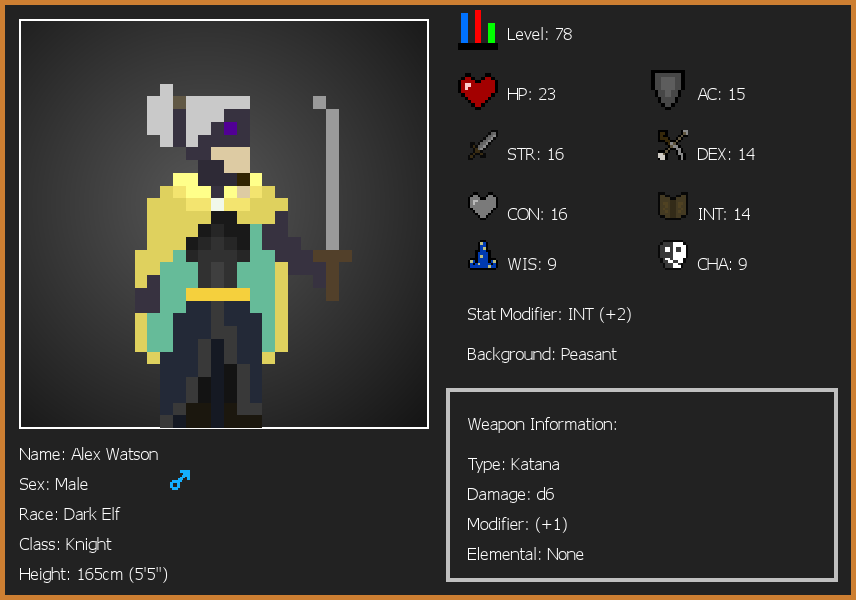 Level: 78
HP: 23
AC: 15
STR: 16
DEX: 14
CON: 16
INT: 14
WIS: 9
CHA: 9
Stat Modifier: INT (+2)
Background: Peasant
Weapon Information:
Type: Katana
Damage: d6
Modifier: (+1)
Elemental: None
Name: Alex Watson
Sex: Male
Race: Dark Elf
Class: Knight
Height: 165cm (5'5")